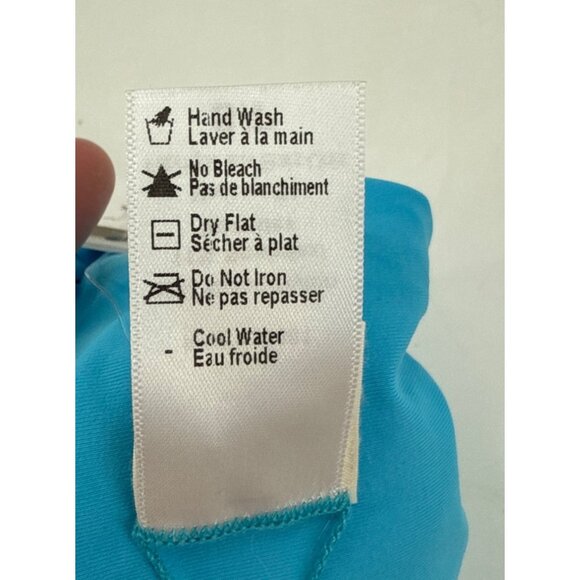 Hand Wash
Laver à la main
No Bleach
Pas de blanchiment
Dry Flat
Sécher à plat
Do Not Iron
Ne pas repasser
Cool Water
- Eau froide